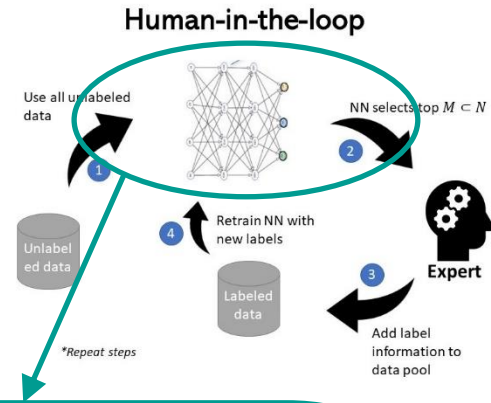 Human-in-the-loop
Use all unlabeled
data
NN selects top M ⊂ N
1
2
Unlabel
ed data
4
Retrain NN with
new labels
Labeled
data
3
Expert
Add label
information to
data pool
*Repeat steps